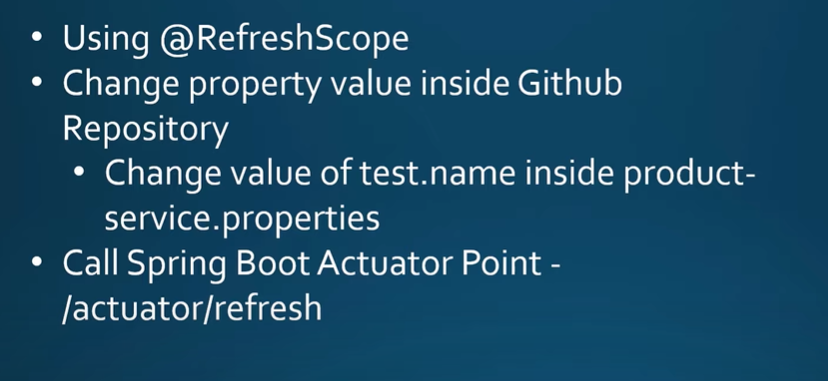 • Using @RefreshScope
• Change property value inside Github
Repository
• Change value of test.name inside product-
service.properties
• Call Spring Boot Actuator Point -
/actuator/refresh